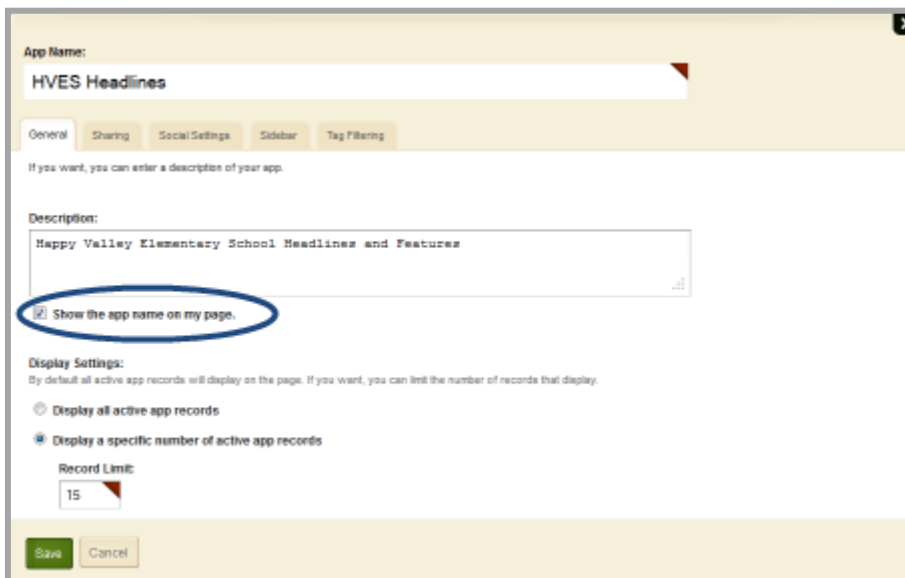 App Name:
HVES Headlines
General Sharing Social Settings Sidebar Tag Filtering
If you want, you can enter a description of your app.
Description:
Happy Valley Elementary School Headlines and Features
Show the app name on my page.
Display Settings:
By default all active app records will display on the page. If you want, you can limit the number of records that display.
Display all active app records
Display a specific number of active app records
Record Limit:
15
Save Cancel